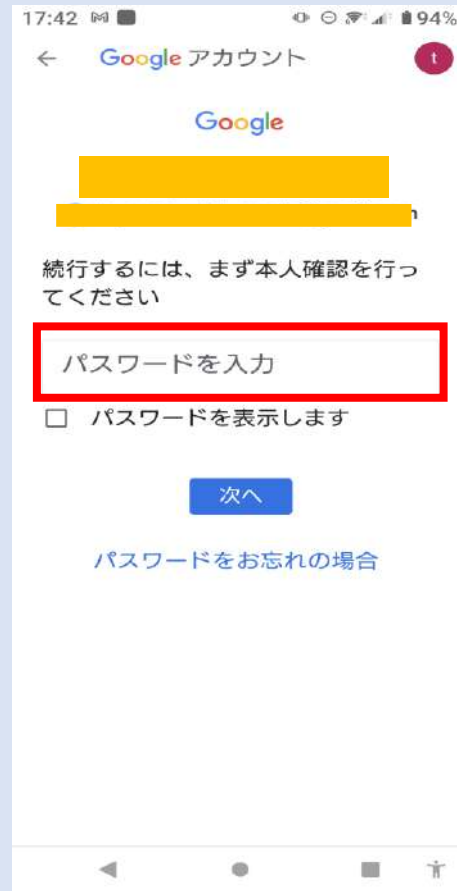 17:42 94%
Google アカウント t
Google
続行するには、まず本人確認を行っ
てください
パスワードを入力
パスワードを表示します
次へ
パスワードをお忘れの場合